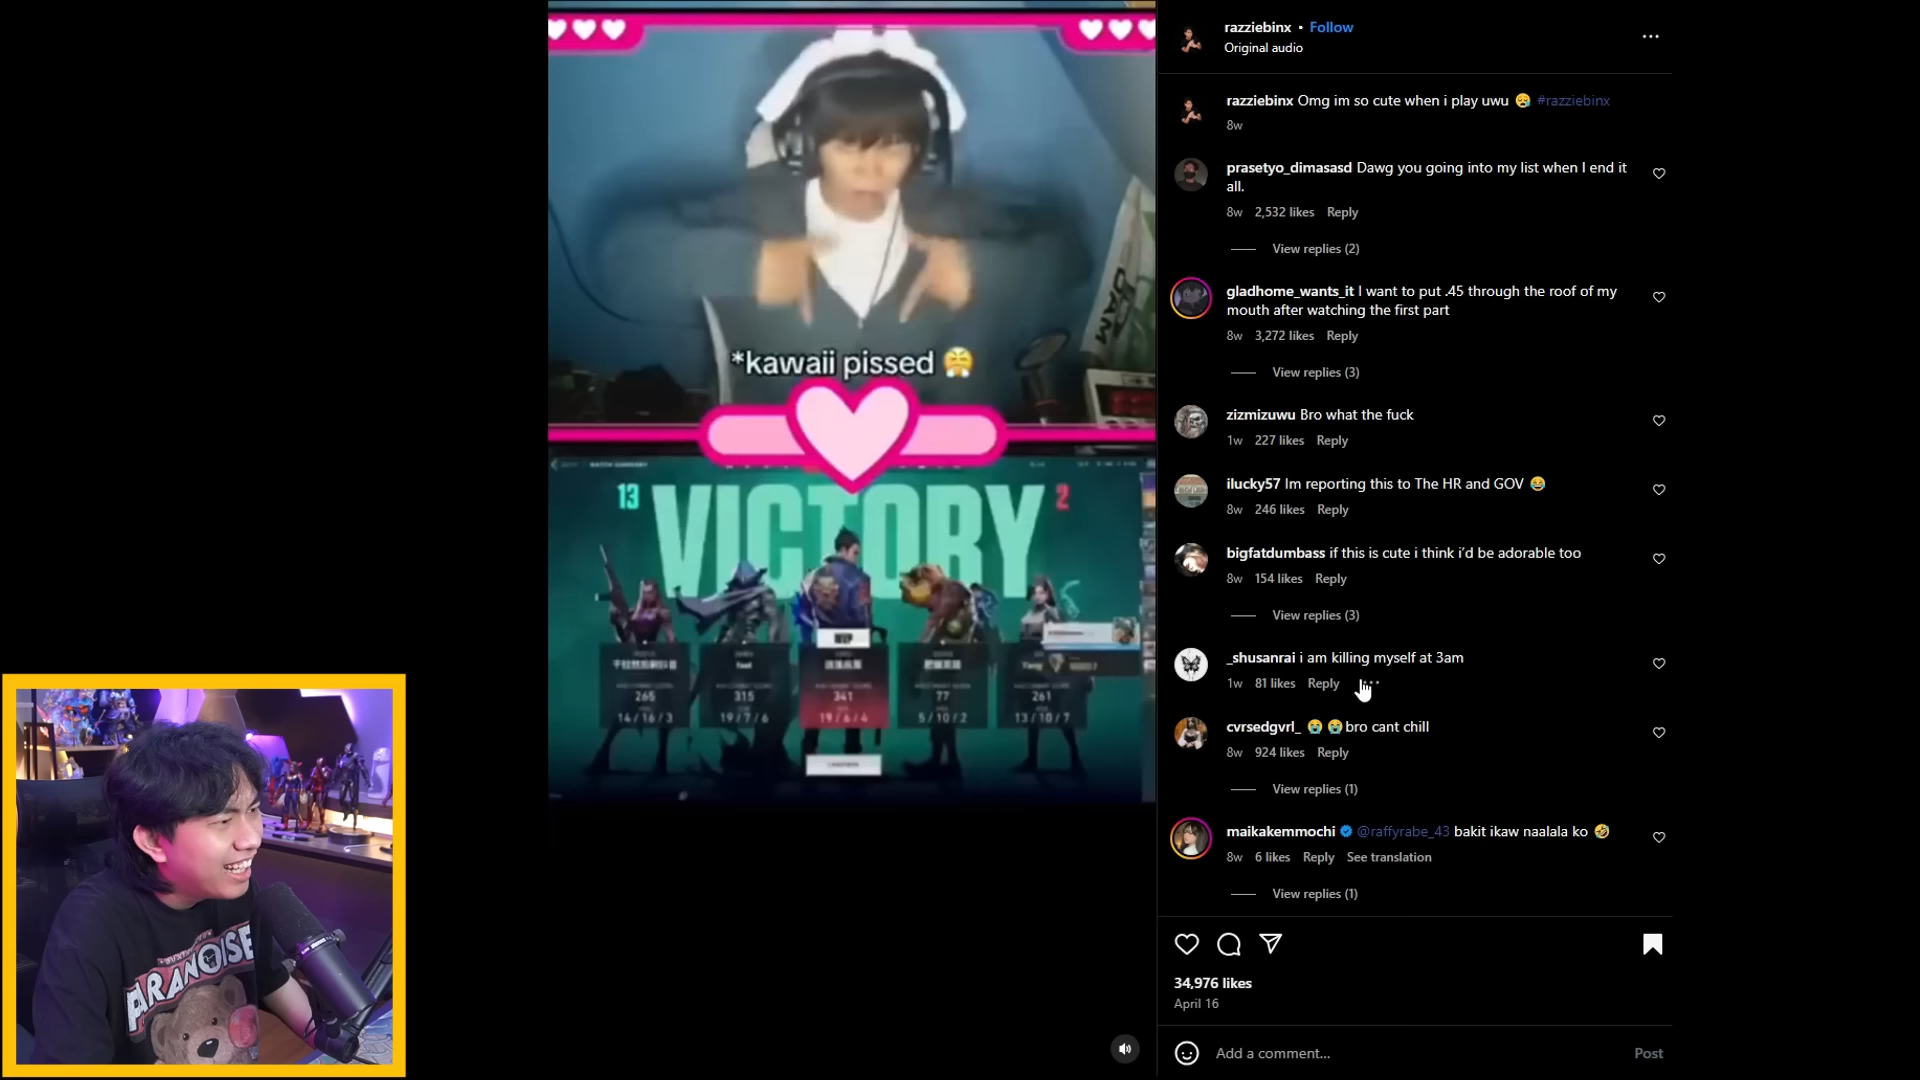 razziebinx • Follow
Original audio
razziebinx Omg im so cute when i play uwu 😪 #razziebinx
8w
prasetyo_dimasasd Dawg you going into my list when I end it
all.
8w 2,532 likes Reply
View replies (2)
gladhome_wants_it I want to put .45 through the roof of my
mouth after watching the first part
8w 3,272 likes Reply
View replies (3)
zizmizuwu Bro what the fuck
1w 227 likes Reply
ilucky57 Im reporting this to The HR and GOV 😂
8w 246 likes Reply
bigfatdumbass if this is cute i think i'd be adorable too
8w 154 likes Reply
View replies (3)
_shusanrai i am killing myself at 3am
1w 81 likes Reply
cvrsedgvrl_ 😭 😭bro cant chill
8w 924 likes Reply
View replies (1)
maikakemmochi @raffyrabe_43 bakit ikaw naalala ko 🤣
8w 6 likes Reply See translation
View replies (1)
34,976 likes
April 16
Add a comment...
Post
*kawaii pissed 😤
13 VICTORY 2
MVP
265
315
341
77
261
14/16/3
19/7/6
19/6/4
5/10/2
13/10/7
PARANOISE